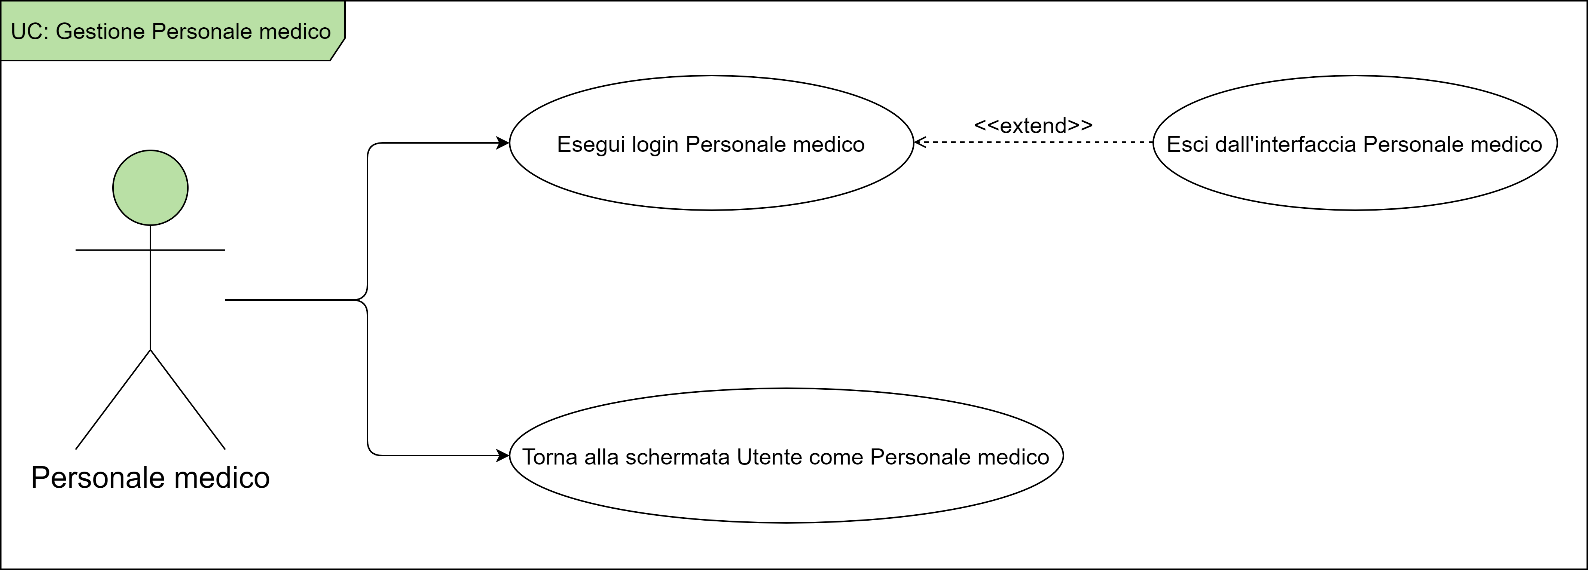 UC: Gestione Personale medico
Esegui login Personale medico
<<extend>>
Esci dall'interfaccia Personale medico
Torna alla schermata Utente come Personale medico
Personale medico